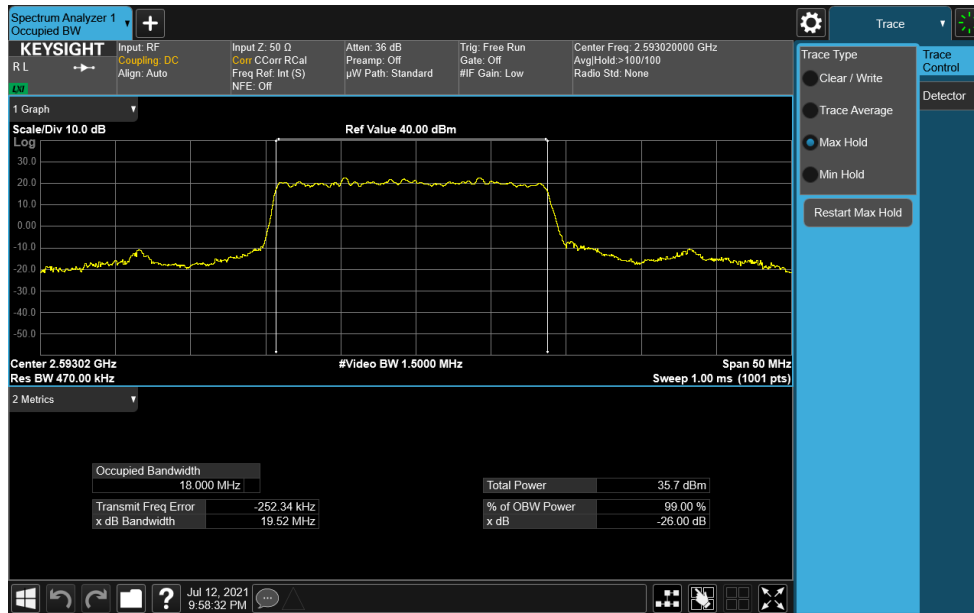 Spectrum Analyzer 1
Occupied BW
KEYSIGHT
R L
LXI
Input: RF
Coupling: DC
Align: Auto
Input Z: 50 Ω
Corr CCorr RCal
Freq Ref: Int (S)
NFE: Off
Atten: 36 dB
Preamp: Off
µW Path: Standard
Trig: Free Run
Gate: Off
#IF Gain: Low
Center Freq: 2.593020000 GHz
Avg|Hold:>100/100
Radio Std: None
Trace
Trace Type
Clear / Write
Trace Average
Max Hold
Min Hold
Restart Max Hold
Trace
Control
Detector
1 Graph
Scale/Div 10.0 dB
Ref Value 40.00 dBm
Log
30.0
20.0
10.0
0.00
-10.0
-20.0
-30.0
-40.0
-50.0
Center 2.59302 GHz
#Video BW 1.5000 MHz
Span 50 MHz
Res BW 470.00 kHz
Sweep 1.00 ms (1001 pts)
2 Metrics
Occupied Bandwidth
18.000 MHz
Transmit Freq Error -252.34 kHz
x dB Bandwidth 19.52 MHz
Total Power 35.7 dBm
% of OBW Power 99.00 %
x dB -26.00 dB
?
Jul 12, 2021
9:58:32 PM